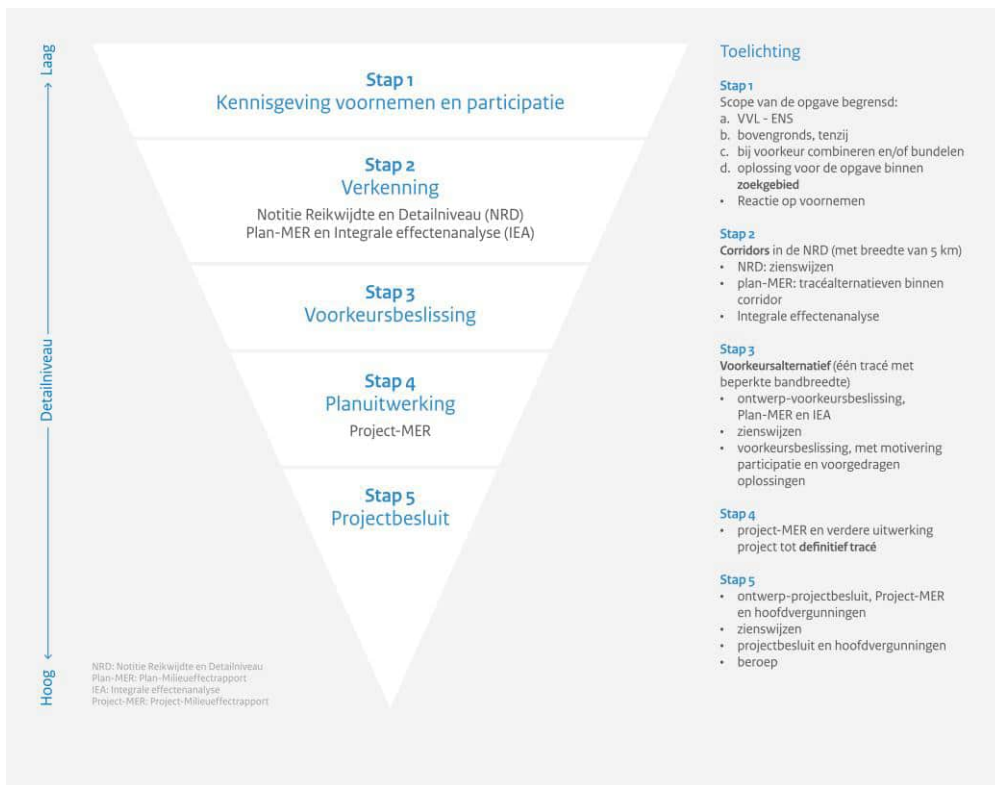 Laag
Detailniveau
Hoog
Stap 1
Kennisgeving voornemen en participatie
Stap 2
Verkenning
Notitie Reikwijdte en Detailniveau (NRD)
Plan-MER en Integrale effectenanalyse (IEA)
Stap 3
Voorkeursbeslissing
Stap 4
Planuitwerking
Project-MER
Stap 5
Projectbesluit
NRD: Notitie Reikwijdte en Detailniveau
Plan-MER: Plan-Milieueffectrapport
IEA: Integrale effectenanalyse
Project-MER: Project-Milieueffectrapport
Toelichting
Stap 1
Scope van de opgave begrensd:
a. VVL - ENS
b. bovengronds, tenzij
c. bij voorkeur combineren en/of bundelen
d. oplossing voor de opgave binnen
zoekgebied
• Reactie op voornemen
Stap 2
Corridors in de NRD (met breedte van 5 km)
• NRD: zienswijzen
• plan-MER: tracéalternatieven binnen
corridor
• Integrale effectenanalyse
Stap 3
Voorkeursalternatief (één tracé met
beperkte bandbreedte)
• ontwerp-voorkeursbeslissing,
Plan-MER en IEA
• zienswijzen
• voorkeursbeslissing, met motivering
participatie en voorgedragen
oplossingen
Stap 4
• project-MER en verdere uitwerking
project tot definitief tracé
Stap 5
• ontwerp-projectbesluit, Project-MER
en hoofdvergunningen
• zienswijzen
• projectbesluit en hoofdvergunningen
• beroep